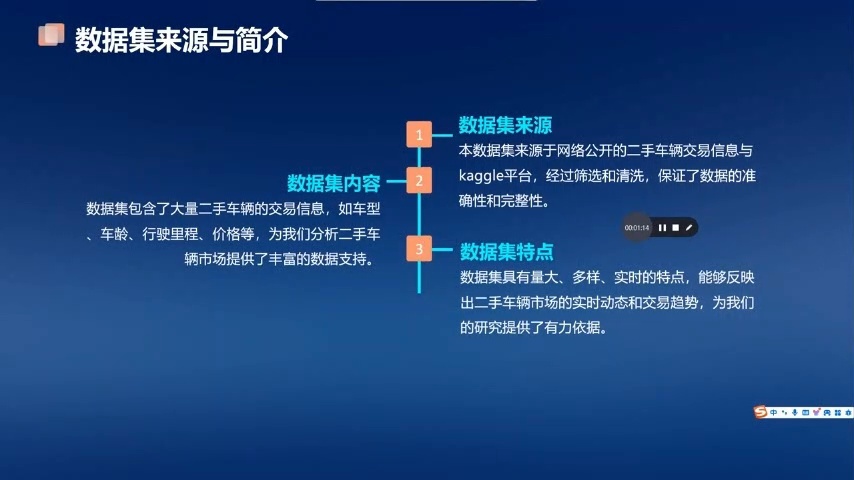 数据集来源与简介
1
数据集来源
本数据集来源于网络公开的二手车辆交易信息与
kaggle平台，经过筛选和清洗，保证了数据的准
确性和完整性。
2
数据集内容
数据集包含了大量二手车辆的交易信息，如车型
、车龄、行驶里程、价格等，为我们分析二手车
辆市场提供了丰富的数据支持。
00:01:14
3
数据集特点
数据集具有量大、多样、实时的特点，能够反映
出二手车辆市场的实时动态和交易趋势，为我们
的研究提供了有力依据。
中